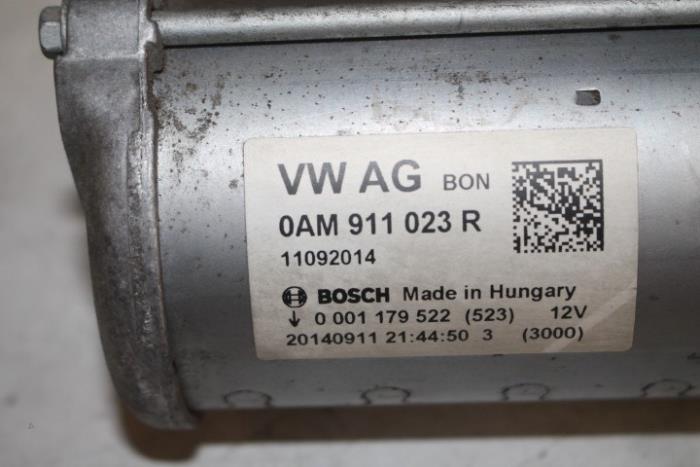 VW AG BON
0AM 911 023 R
11092014
BOSCH Made in Hungary
↓ 0 001 179 522 (523) 12V
20140911 21:44:50 3 (3000)